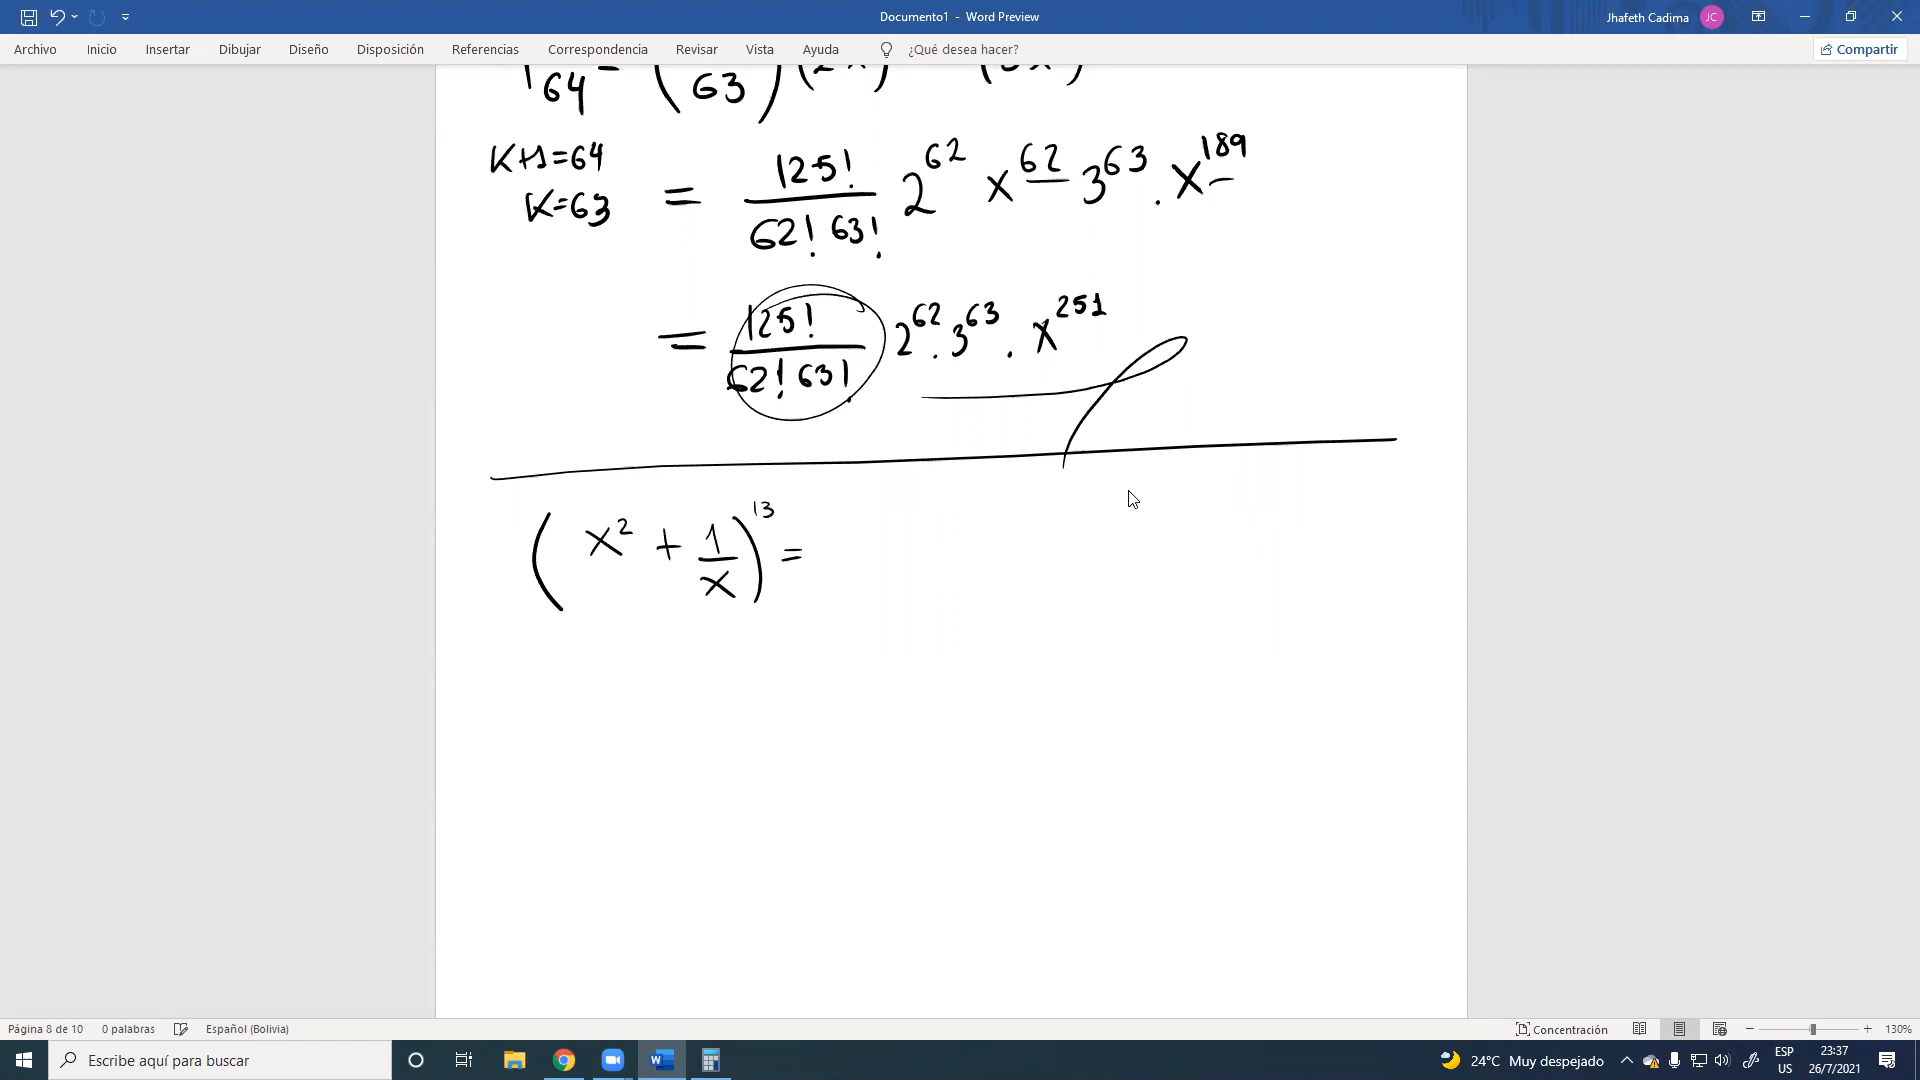 Documento1 - Word Preview
Jhafeth Cadima JC
Archivo Inicio Insertar Dibujar Diseño Disposición Referencias Correspondencia Revisar Vista Ayuda ¿Qué desea hacer? Compartir
64 = ( 63 )
K+1=64
K=63
= 125! / 62! 63! 2^62 x^62 3^63 . x^189
= 125! / 62! 63! 2^62 . 3^63 . x^251
( x^2 + 1/x )^13 =
Página 8 de 10 0 palabras Español (Bolivia) Concentración 130%
Escribe aquí para buscar
24°C Muy despejado
ESP
US
23:37
26/7/2021